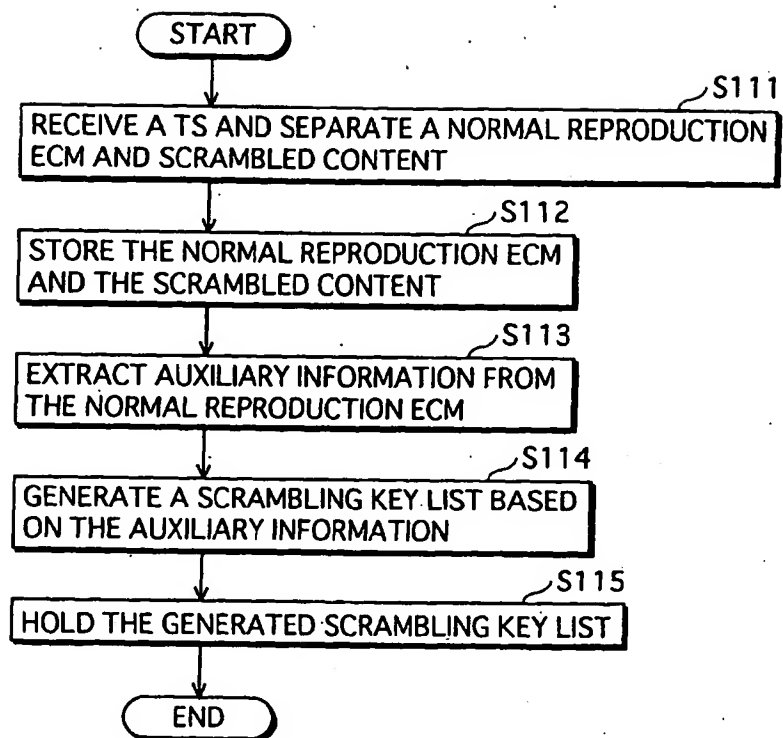 START
S111
RECEIVE A TS AND SEPARATE A NORMAL REPRODUCTION
ECM AND SCRAMBLED CONTENT
S112
STORE THE NORMAL REPRODUCTION ECM
AND THE SCRAMBLED CONTENT
S113
EXTRACT AUXILIARY INFORMATION FROM
THE NORMAL REPRODUCTION ECM
S114
GENERATE A SCRAMBLING KEY LIST BASED
ON THE AUXILIARY INFORMATION
S115
HOLD THE GENERATED SCRAMBLING KEY LIST
END